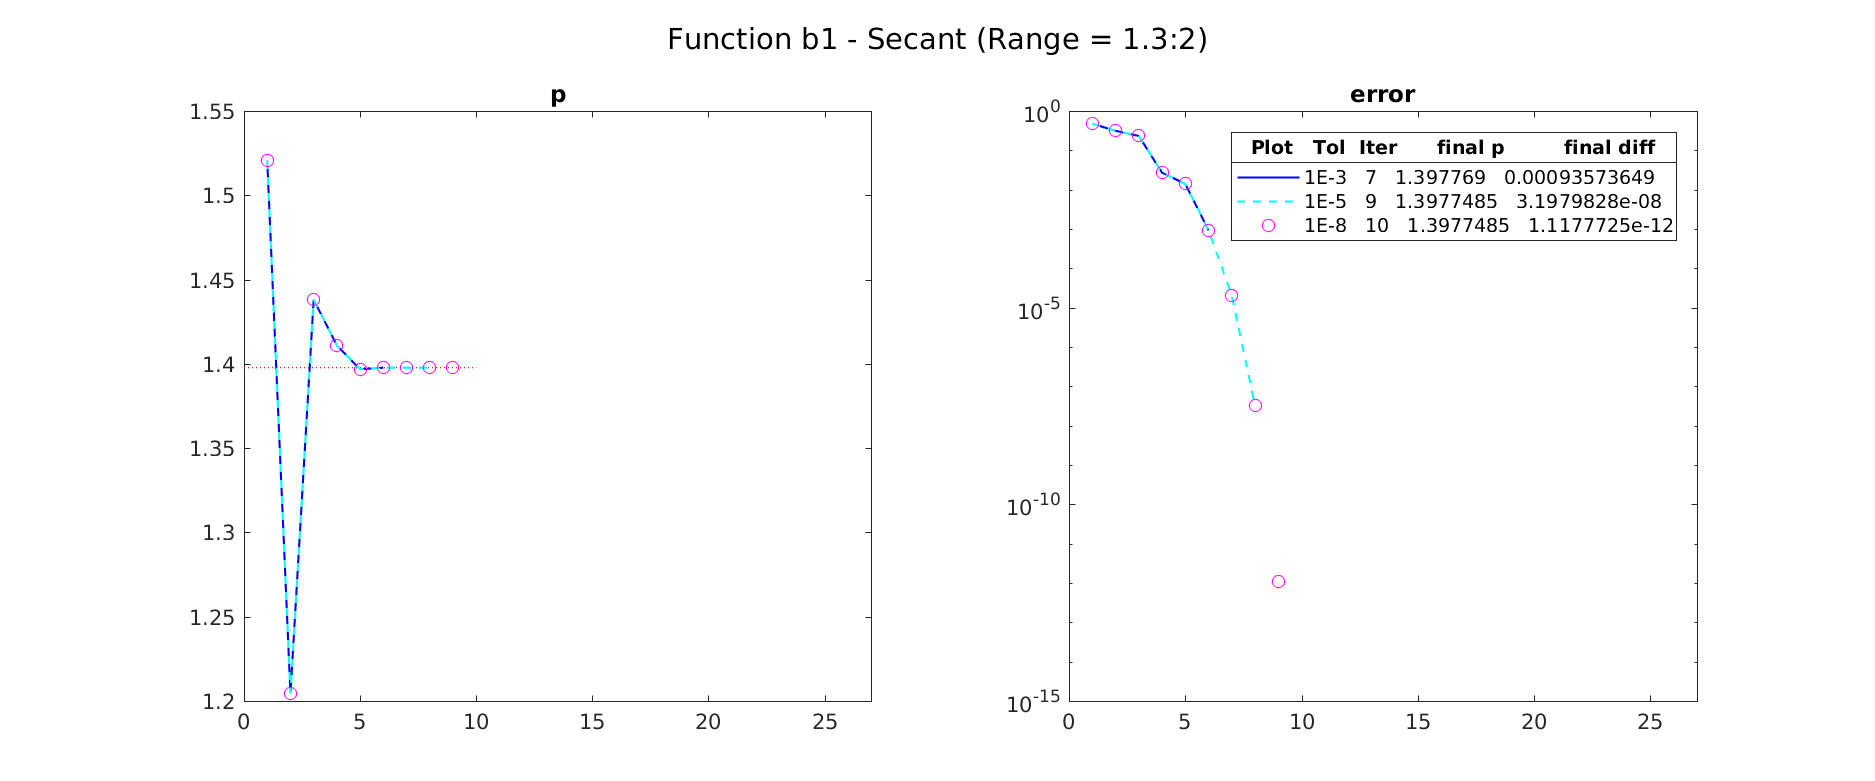 Function b1 - Secant (Range = 1.3:2)
p
1.55
1.5
1.45
1.4
1.35
1.3
1.25
1.2
0 5 10 15 20 25
error
10^0
10^-5
10^-10
10^-15
0 5 10 15 20 25
Plot Tol Iter final p final diff
1E-3 7 1.397769 0.00093573649
1E-5 9 1.3977485 3.1979828e-08
1E-8 10 1.3977485 1.1177725e-12